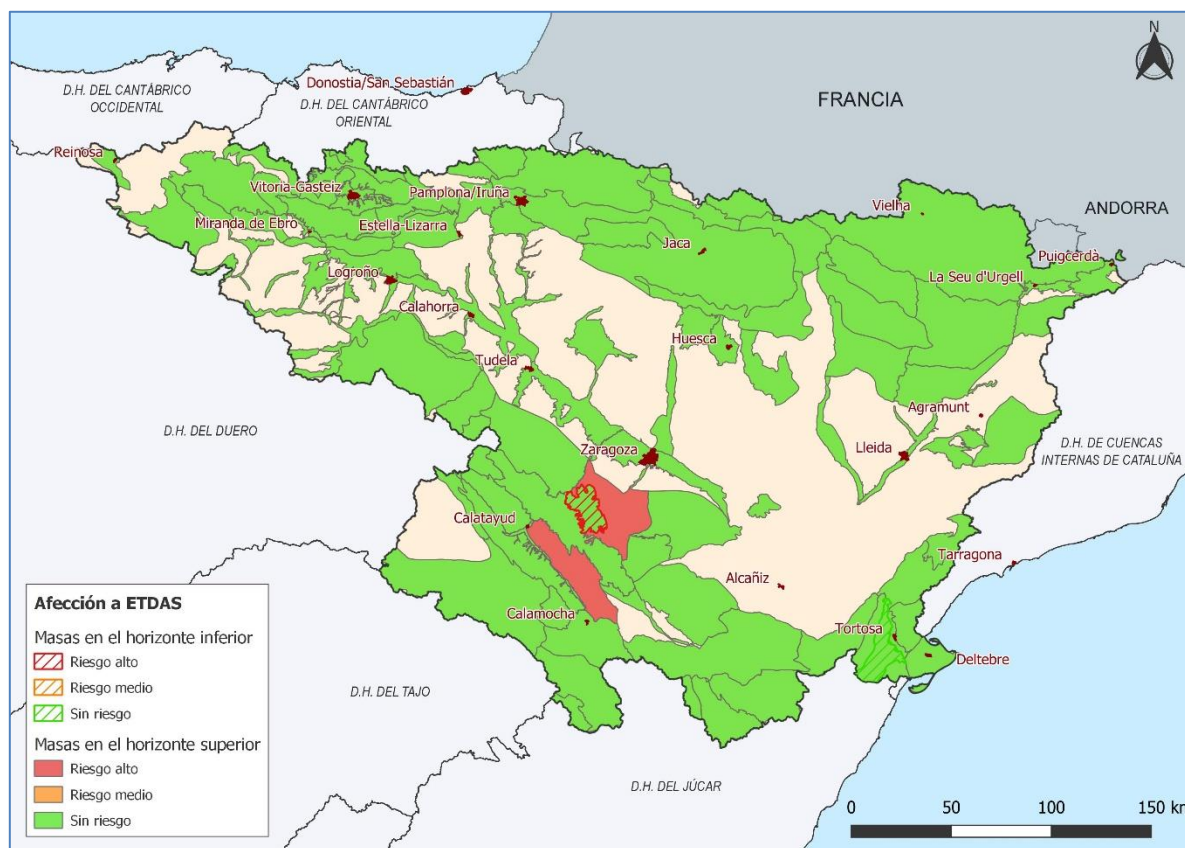 N
Donostia/San Sebastián
D.H. DEL CANTÁBRICO
OCCIDENTAL
D.H. DEL CANTÁBRICO
ORIENTAL
FRANCIA
Reinosa
Vitoria-Gasteiz
Pamplona/Iruña
Vielha
ANDORRA
Miranda de Ebro
Estella-Lizarra
Jaca
Puigcerdà
La Seu d'Urgell
Logroño
Calahorra
Huesca
Tudela
Agramunt
D.H. DEL DUERO
Zaragoza
Lleida
D.H. DE CUENCAS
INTERNAS DE CATALUÑA
Calatayud
Tarragona
Alcañiz
Calamocha
Tortosa
Deltebre
D.H. DEL TAJO
D.H. DEL JÚCAR
Afección a ETDAS
Masas en el horizonte inferior
Riesgo alto
Riesgo medio
Sin riesgo
Masas en el horizonte superior
Riesgo alto
Riesgo medio
Sin riesgo
0 50 100 150 km